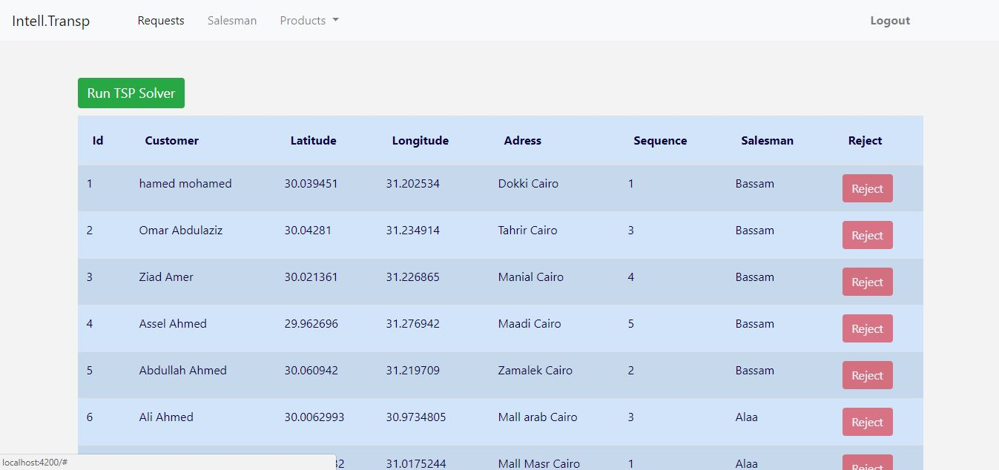 Intell.Transp Requests Salesman Products Logout
Run TSP Solver
Id Customer Latitude Longitude Adress Sequence Salesman Reject
1 hamed mohamed 30.039451 31.202534 Dokki Cairo 1 Bassam Reject
2 Omar Abdulaziz 30.04281 31.234914 Tahrir Cairo 3 Bassam Reject
3 Ziad Amer 30.021361 31.226865 Manial Cairo 4 Bassam Reject
4 Assel Ahmed 29.962696 31.276942 Maadi Cairo 5 Bassam Reject
5 Abdullah Ahmed 30.060942 31.219709 Zamalek Cairo 2 Bassam Reject
6 Ali Ahmed 30.0062993 30.9734805 Mall arab Cairo 3 Alaa Reject
31.0175244 Mall Masr Cairo 1 Alaa Reject
localhost:4200/#